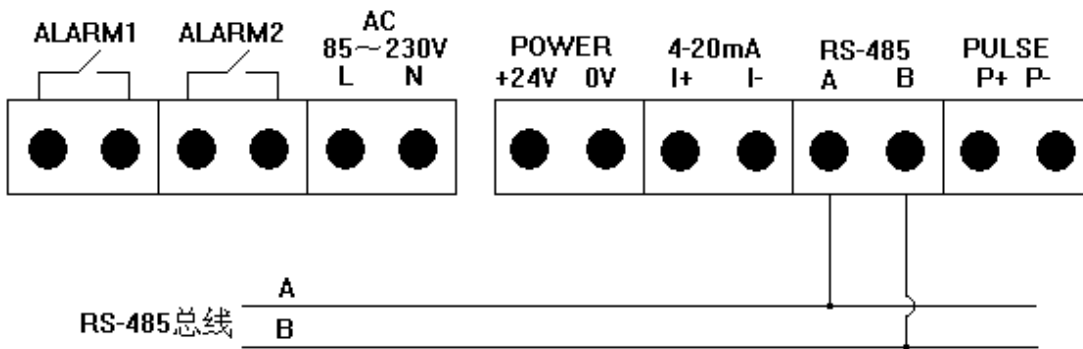 ALARM1 ALARM2 AC
85～230V
L N
POWER 4-20mA RS-485 PULSE
+24V 0V I+ I- A B P+ P-
A
RS-485总线 B